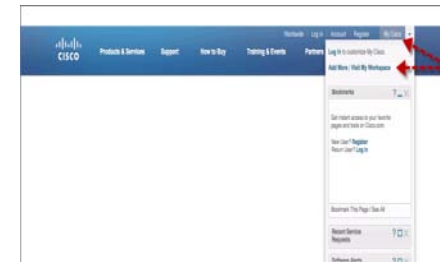 Worldwide Log In Account Register My Cisco
CISCO Products & Services Support How to Buy Training & Events Partners
Log In to customize My Cisco.
Add More | Visit My Workspace
Bookmarks
Get instant access to your favorite
pages and tools on Cisco.com.
New User? Register
Return User? Log In
Bookmark This Page | See All
Recent Service
Requests
Software Alerts